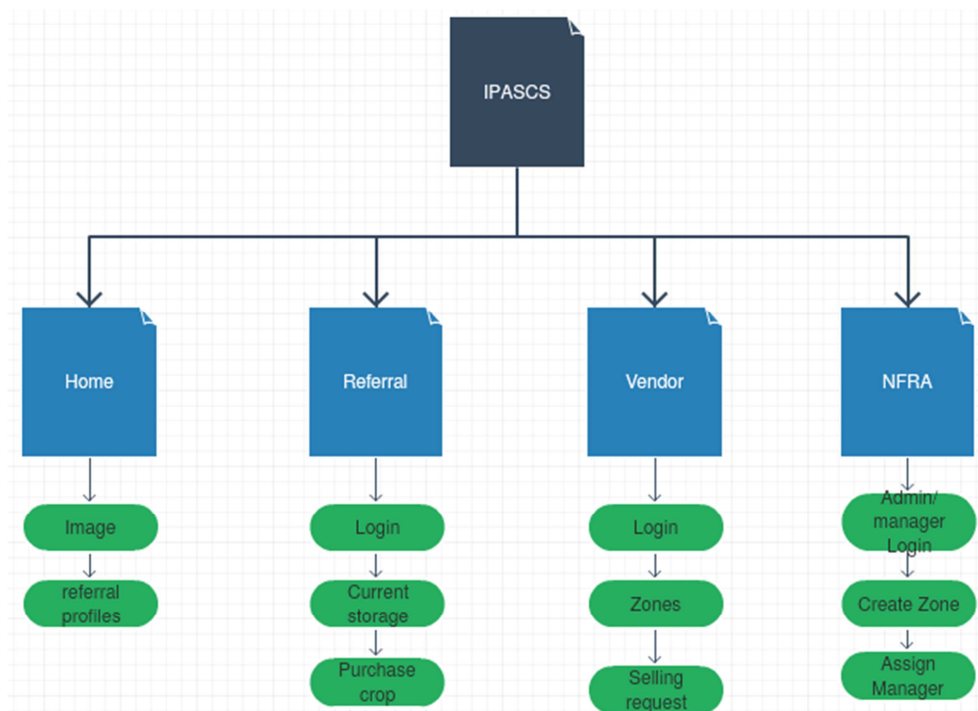 IPASCS
Home
Referral
Vendor
NFRA
Image
referral
profiles
Login
Current
storage
Purchase
crop
Login
Zones
Selling
request
Admin/
manager
Login
Create Zone
Assign
Manager